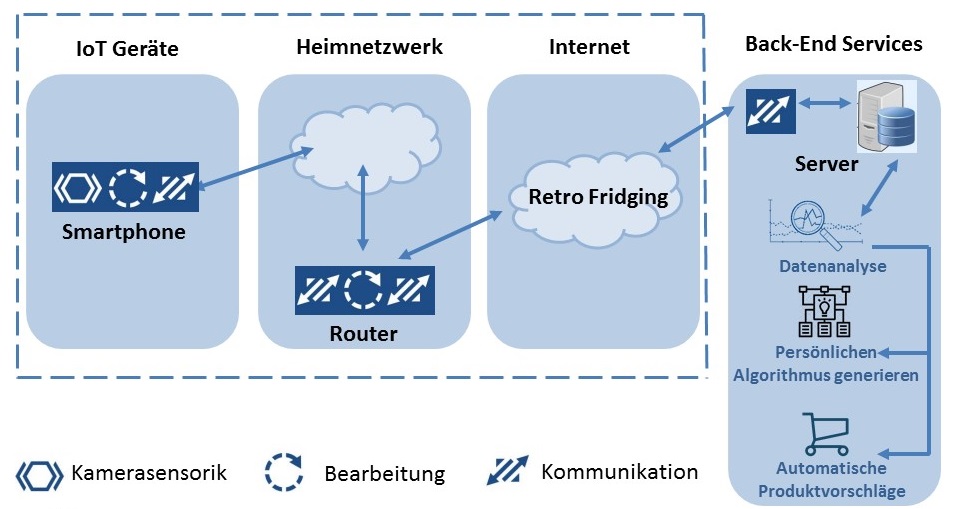 IoT Geräte
Heimnetzwerk
Internet
Back-End Services
Smartphone
Router
Retro Fridging
Server
Datenanalyse
Persönlichen
Algorithmus generieren
Automatische
Produktvorschläge
Kamerasensorik
Bearbeitung
Kommunikation